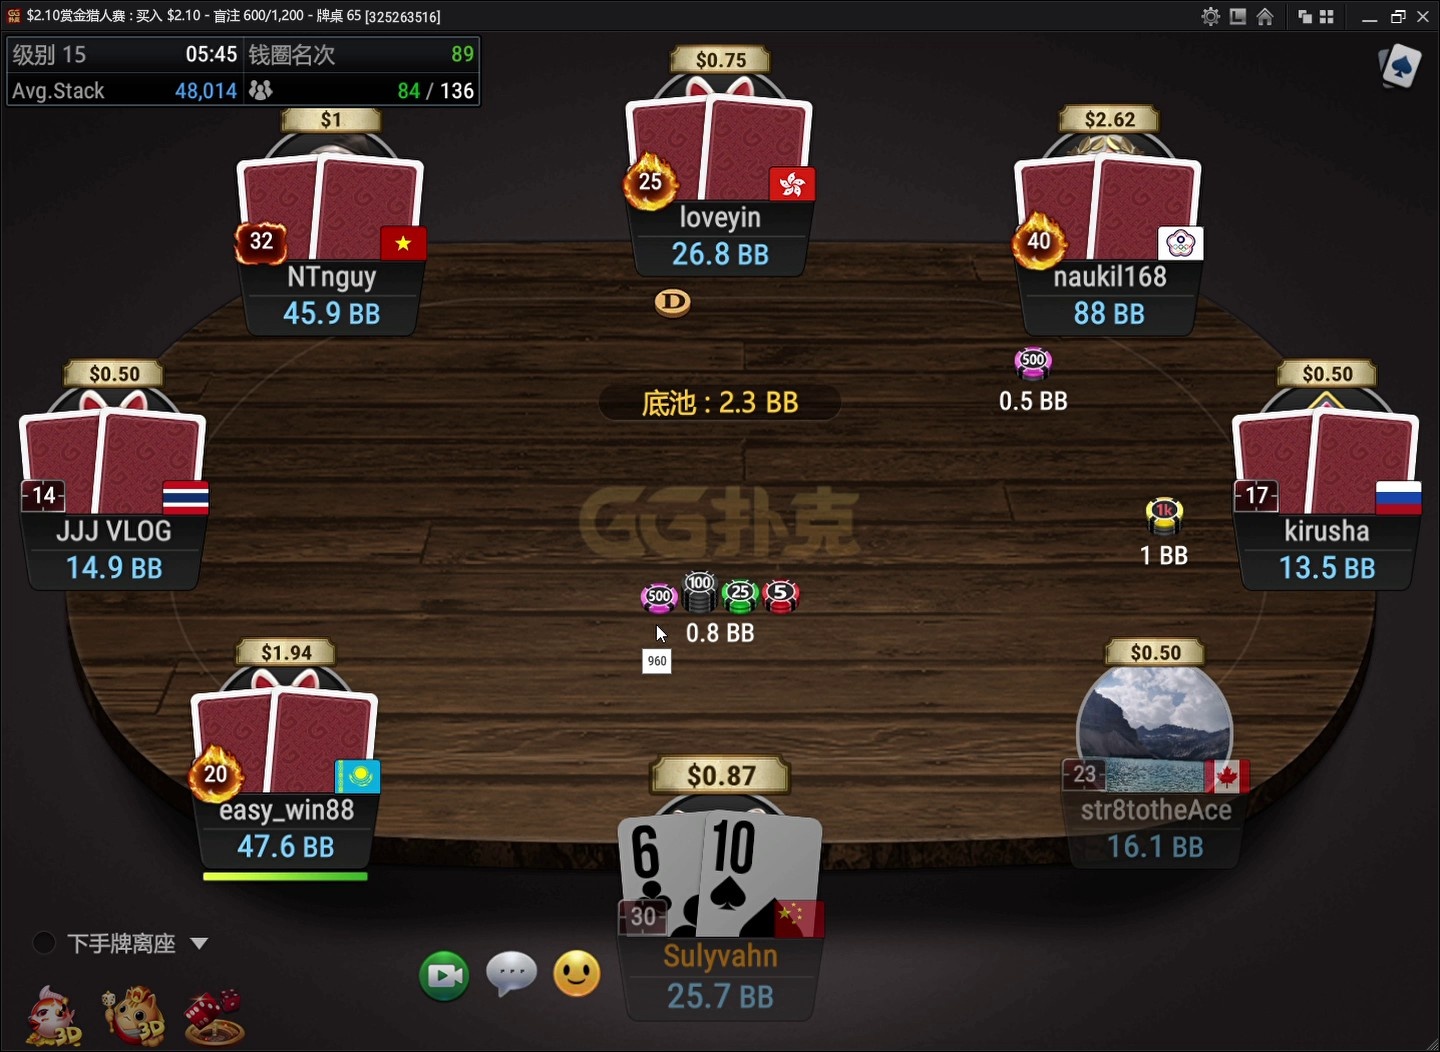 $2.10赏金猎人赛 : 买入 $2.10 - 盲注 600/1,200 - 牌桌 65 [325263516]
级别 15 05:45 钱圈名次 89
Avg.Stack 48,014 84 / 136
$0.75
25
loveyin
26.8 BB
$1
32
NTnguy
45.9 BB
$2.62
40
naukil168
88 BB
D
500
0.5 BB
底池 : 2.3 BB
$0.50
14
JJJ VLOG
14.9 BB
$0.50
17
kirusha
13.5 BB
1k
1 BB
GG扑克
500 100 25 5
0.8 BB
960
$1.94
20
easy_win88
47.6 BB
$0.50
23
str8totheAce
16.1 BB
$0.87
6 10
30
Sulyvahn
25.7 BB
下手牌离座
3D 3D